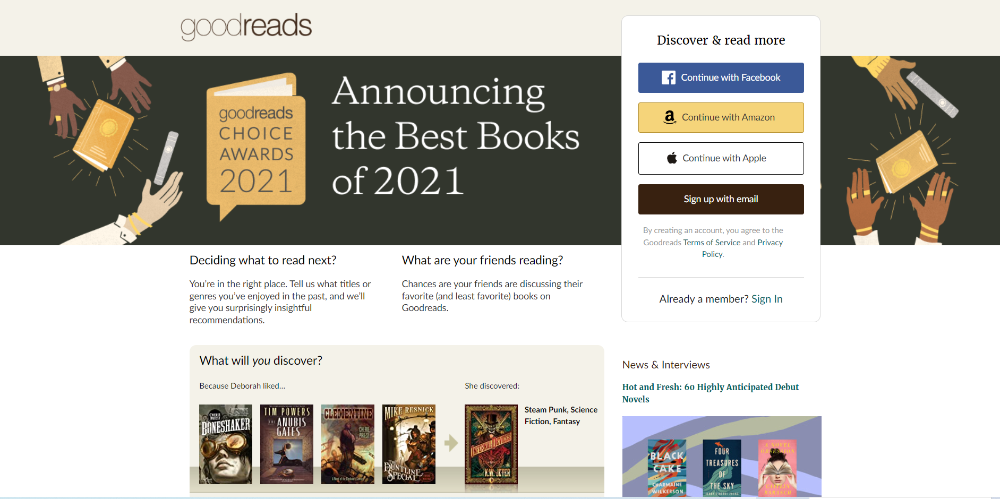 goodreads
Discover & read more
Continue with Facebook
Continue with Amazon
Continue with Apple
Sign up with email
By creating an account, you agree to the
Goodreads Terms of Service and Privacy
Policy.
Already a member? Sign In
goodreads
CHOICE
AWARDS
2021
Announcing
the Best Books
of 2021
Deciding what to read next?
You're in the right place. Tell us what titles or
genres you've enjoyed in the past, and we'll
give you surprisingly insightful
recommendations.
What are your friends reading?
Chances are your friends are discussing their
favorite (and least favorite) books on
Goodreads.
What will you discover?
Because Deborah liked…
CHERIE
PRIEST
BONESHAKER
TIM POWERS
THE ANUBIS
GATES
CLEMENTINE
CHERIE
PRIEST
A Novel of the Clockwork Century
MIKE RESNICK
THE
BUNTLINE
SPECIAL
She discovered:
INFERNAL DEVICES
K.W. JETER
Steam Punk, Science
Fiction, Fantasy
News & Interviews
Hot and Fresh: 60 Highly Anticipated Debut
Novels
BLACK
CAKE
CHARMAINE
WILKERSON
FOUR
TREASURES
OF
THE SKY
A NOVEL
OBSESSION
CAITLIN
BARASCH